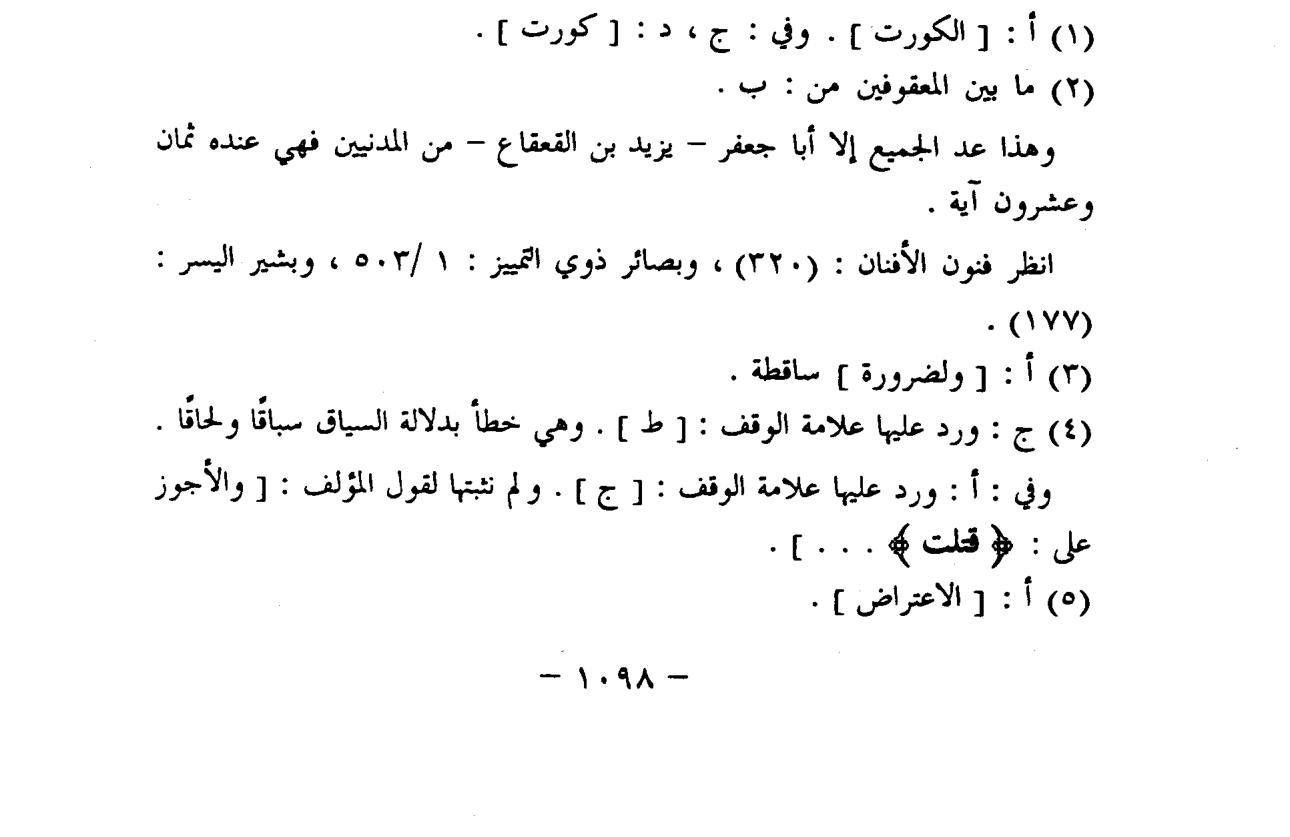 (١) أ : [ الكورت ] . وفي : ج ، د : [ كورت ] .
(٢) ما بين المعقوفين من : ب .
وهذا عد الجميع إلا أبا جعفر – يزيد بن القعقاع – من المدنيين فهي عنده ثمان
وعشرون آية .
انظر فنون الأفنان : (٣٢٠) ، وبصائر ذوي التمييز : ١ /٥٠٣ ، وبشير اليسر :
(١٧٧) .
(٣) أ : [ ولضرورة ] ساقطة .
(٤) ج : ورد عليها علامة الوقف : [ ط ] . وهي خطأ بدلالة السياق سباقًا ولحاقًا .
وفي : أ : ورد عليها علامة الوقف : [ ج ] . ولم نثبتها لقول المؤلف : [ والأجوز
على : ﴿ قتلت ﴾ . . . ] .
(٥) أ : [ الاعتراض ] .
– ١٠٩٨ –